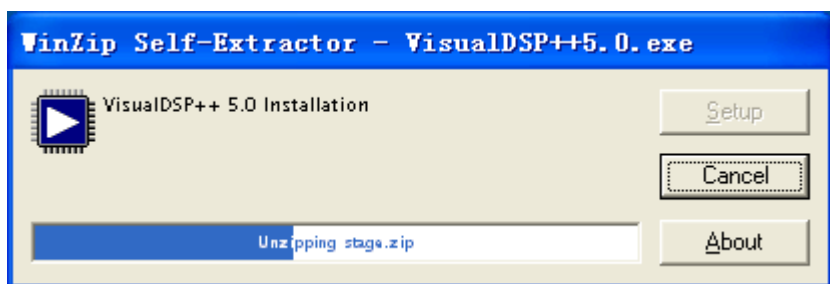 WinZip Self-Extractor - VisualDSP++5.0.exe
VisualDSP++ 5.0 Installation
Setup
Cancel
Unzipping stage.zip
About